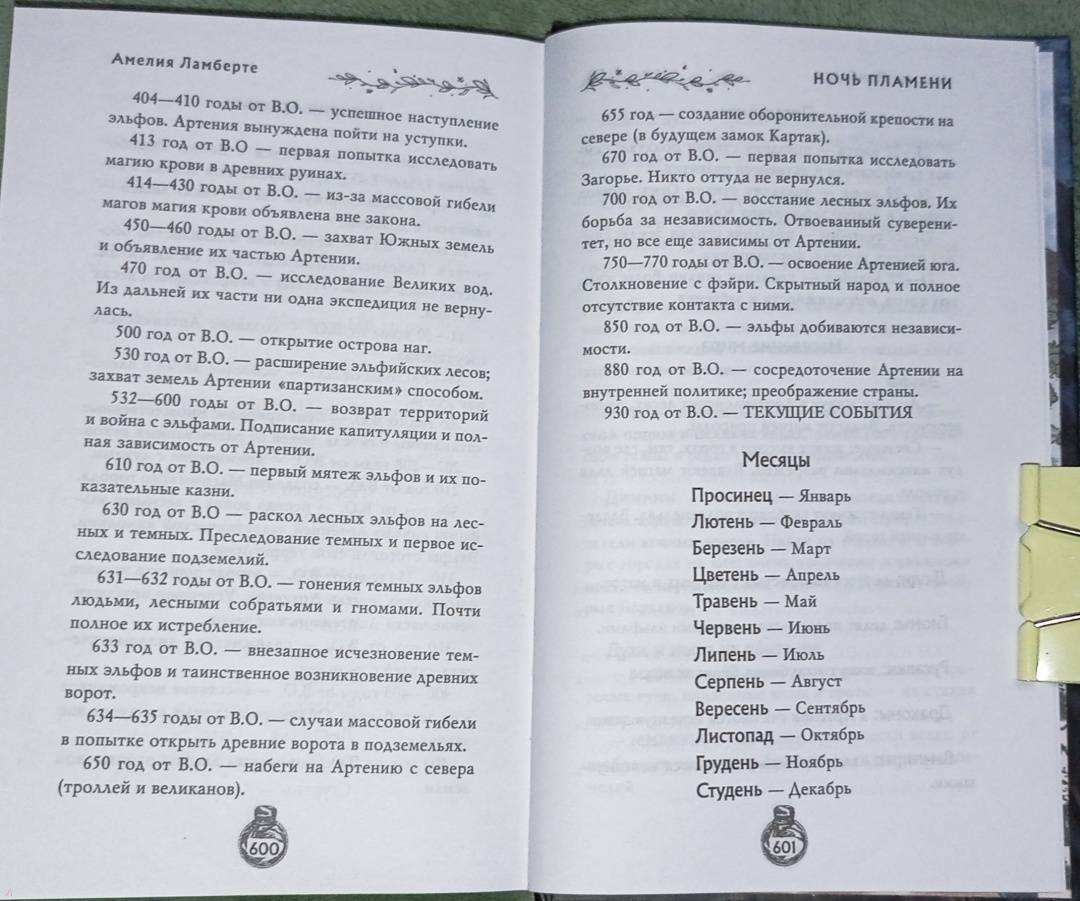 Амелия Ламберте
404—410 годы от В.О. — успешное наступление
эльфов. Артения вынуждена пойти на уступки.
413 год от В.О — первая попытка исследовать
магию крови в древних руинах.
414—430 годы от В.О. — из-за массовой гибели
магов магия крови объявлена вне закона.
450—460 годы от В.О. — захват Южных земель
и объявление их частью Артении.
470 год от В.О. — исследование Великих вод.
Из дальней их части ни одна экспедиция не верну-
лась.
500 год от В.О. — открытие острова наг.
530 год от В.О. — расширение эльфийских лесов;
захват земель Артении «партизанским» способом.
532—600 годы от В.О. — возврат территорий
и война с эльфами. Подписание капитуляции и пол-
ная зависимость от Артении.
610 год от В.О. — первый мятеж эльфов и их по-
казательные казни.
630 год от В.О — раскол лесных эльфов на лес-
ных и темных. Преследование темных и первое ис-
следование подземелий.
631—632 годы от В.О. — гонения темных эльфов
людьми, лесными собратьями и гномами. Почти
полное их истребление.
633 год от В.О. — внезапное исчезновение тем-
ных эльфов и таинственное возникновение древних
ворот.
634—635 годы от В.О. — случаи массовой гибели
в попытке открыть древние ворота в подземельях.
650 год от В.О. — набеги на Артению с севера
(троллей и великанов).
600
НОЧЬ ПЛАМЕНИ
655 год — создание оборонительной крепости на
севере (в будущем замок Картак).
670 год от В.О. — первая попытка исследовать
Загорье. Никто оттуда не вернулся.
700 год от В.О. — восстание лесных эльфов. Их
борьба за независимость. Отвоеванный суверени-
тет, но все еще зависимы от Артении.
750—770 годы от В.О. — освоение Артенией юга.
Столкновение с фэйри. Скрытный народ и полное
отсутствие контакта с ними.
850 год от В.О. — эльфы добиваются независи-
мости.
880 год от В.О. — сосредоточение Артении на
внутренней политике; преображение страны.
930 год от В.О. — ТЕКУЩИЕ СОБЫТИЯ
Месяцы
Просинец — Январь
Лютень — Февраль
Березень — Март
Цветень — Апрель
Травень — Май
Червень — Июнь
Липень — Июль
Серпень — Август
Вересень — Сентябрь
Листопад — Октябрь
Грудень — Ноябрь
Студень — Декабрь
601